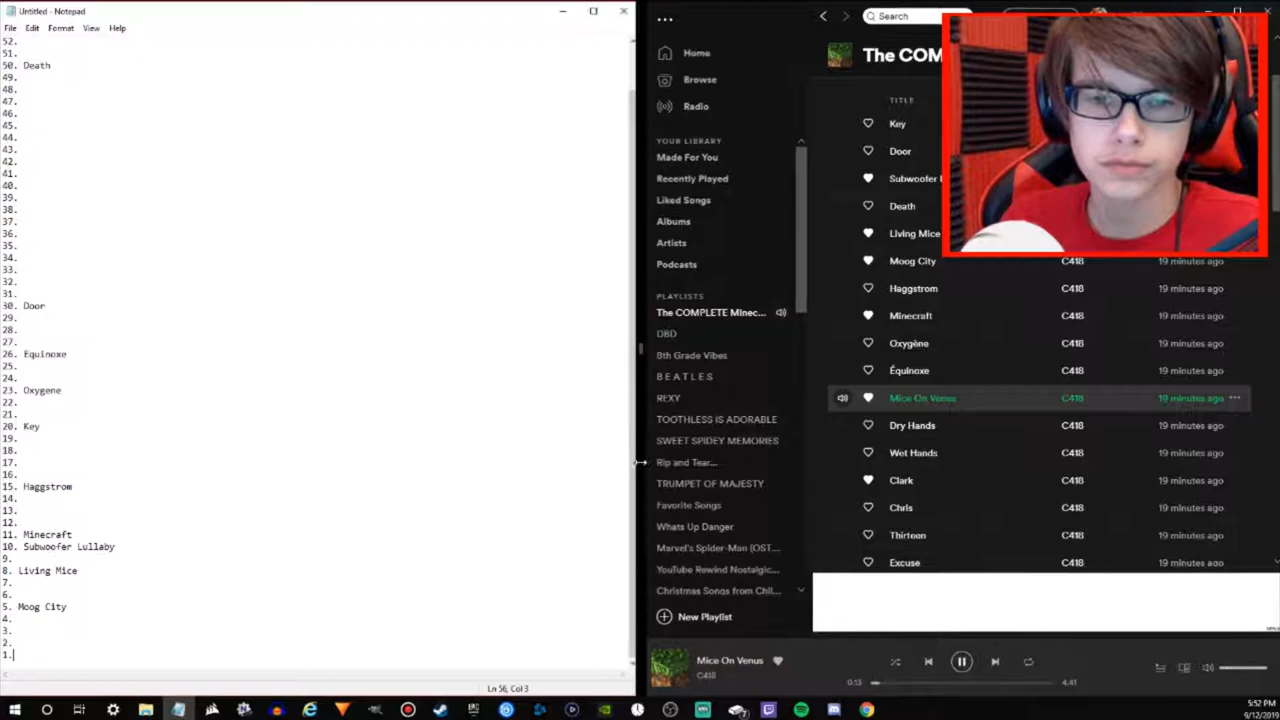 Untitled - Notepad
File Edit Format View Help
52.
51.
50. Death
49.
48.
47.
46.
45.
44.
43.
42.
41.
40.
39.
38.
37.
36.
35.
34.
33.
32.
31.
30. Door
29.
28.
27.
26. Equinoxe
25.
24.
23. Oxygene
22.
21.
20. Key
19.
18.
17.
16.
15. Haggstrom
14.
13.
12.
11. Minecraft
10. Subwoofer Lullaby
9.
8. Living Mice
7.
6.
5. Moog City
4.
3.
2.
1.
Ln 56, Col 3
Search
Home
Browse
Radio
YOUR LIBRARY
Made For You
Recently Played
Liked Songs
Albums
Artists
Podcasts
PLAYLISTS
The COMPLETE Minec...
DBD
8th Grade Vibes
B E A T L E S
REXY
TOOTHLESS IS ADORABLE
SWEET SPIDEY MEMORIES
Rip and Tear...
TRUMPET OF MAJESTY
Favorite Songs
Whats Up Danger
Marvel's Spider-Man (OST...
YouTube Rewind Nostalgic...
Christmas Songs from Chil...
New Playlist
The COM
TITLE
Key
Door
Subwoofer
Death
Living Mice
Moog City C418 19 minutes ago
Haggstrom C418 19 minutes ago
Minecraft C418 19 minutes ago
Oxygène C418 19 minutes ago
Équinoxe C418 19 minutes ago
Mice On Venus C418 19 minutes ago
Dry Hands C418 19 minutes ago
Wet Hands C418 19 minutes ago
Clark C418 19 minutes ago
Chris C418 19 minutes ago
Thirteen C418 19 minutes ago
Excuse C418 19 minutes ago
Mice On Venus
C418
0:13 4:41
5:52 PM
9/12/2019